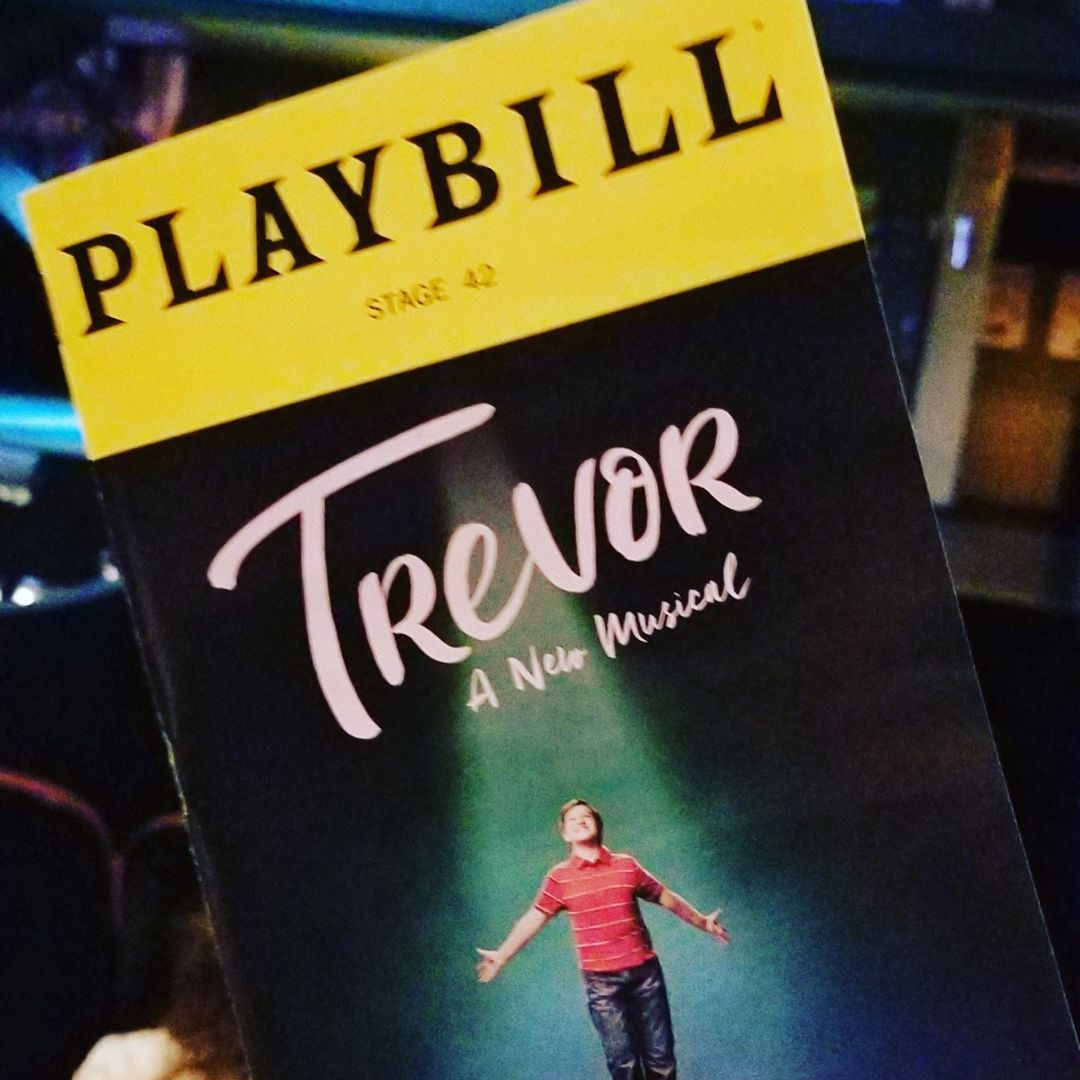 PLAYBILL
STAGE 42
TREVOR
A New Musical